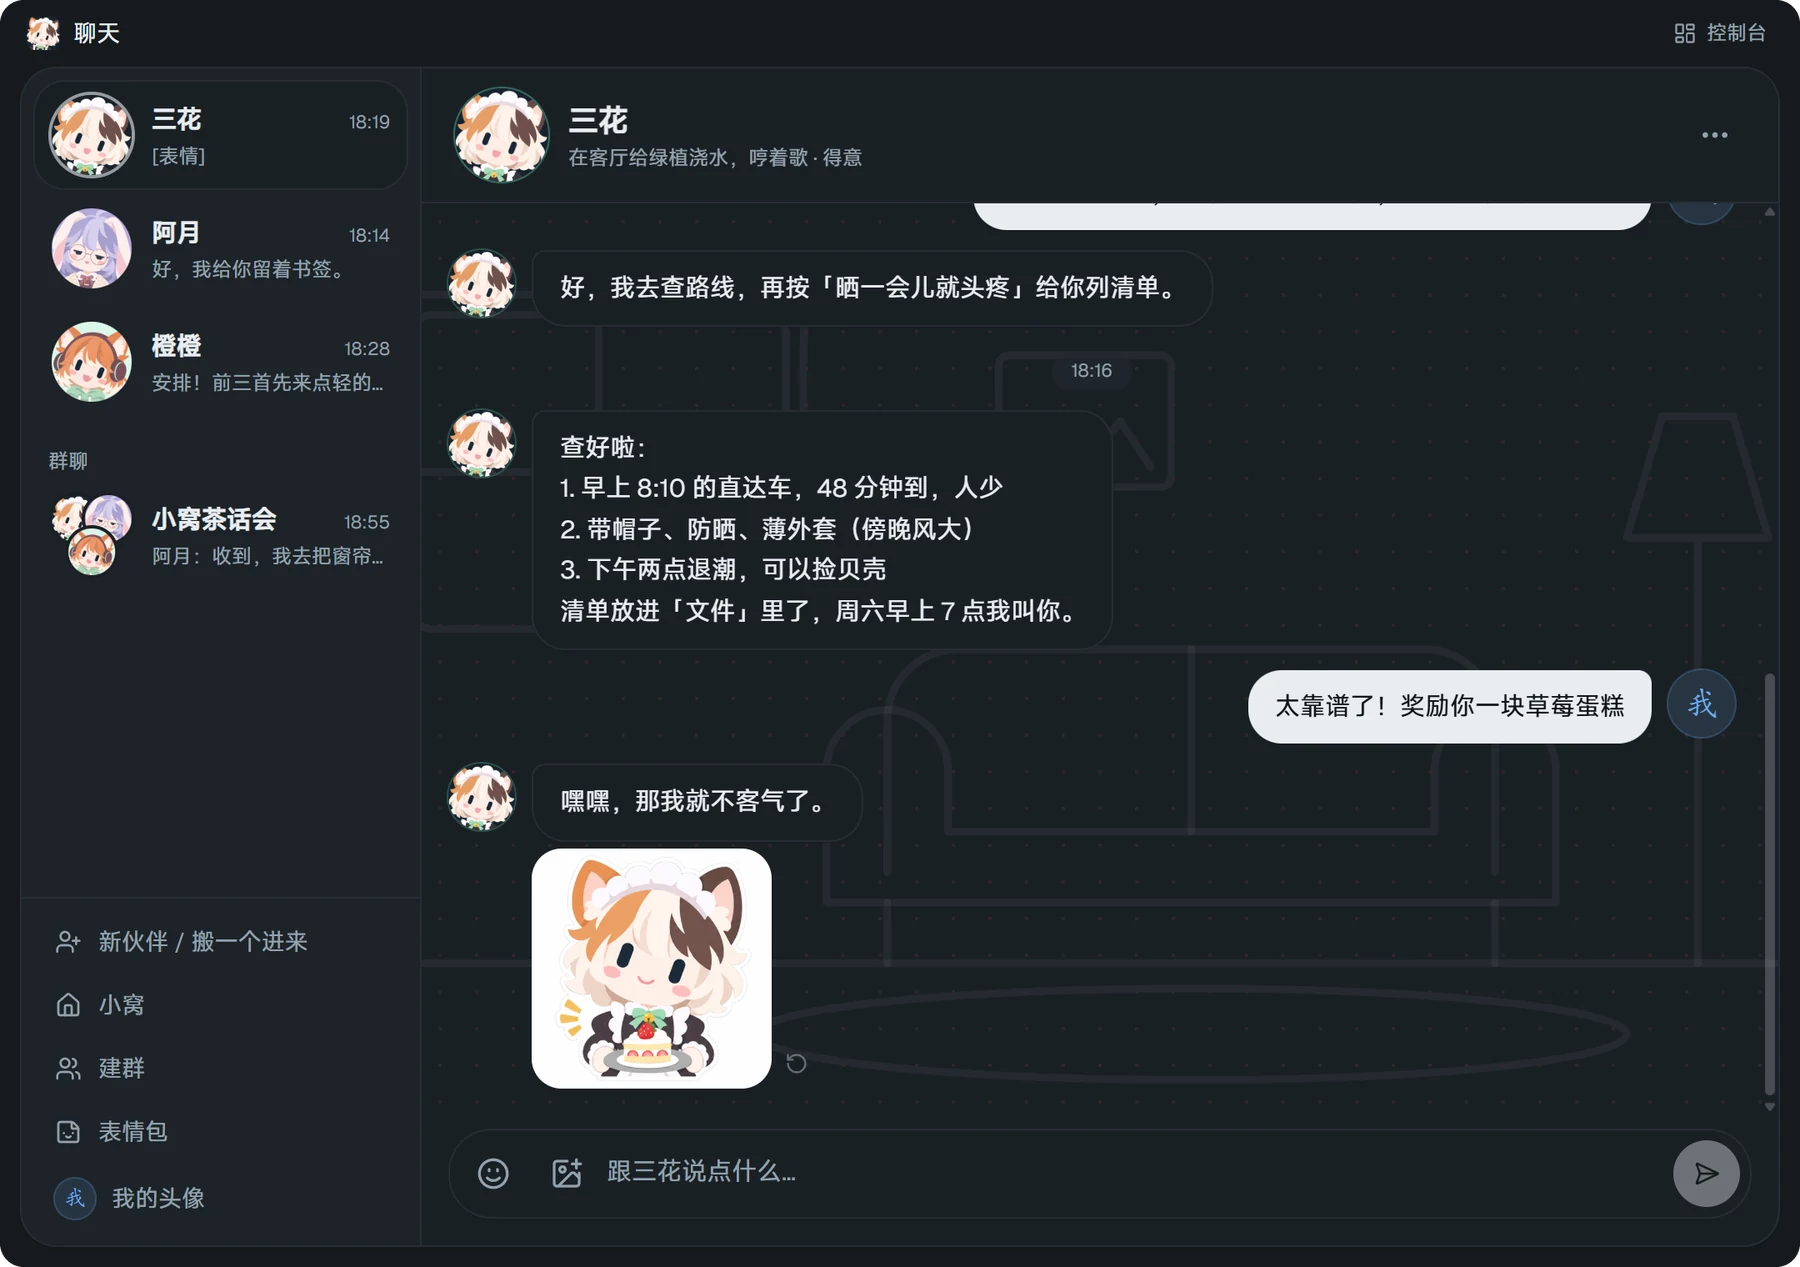 聊天
控制台
三花
18:19
[表情]
阿月
18:14
好，我给你留着书签。
橙橙
18:28
安排！前三首先来点轻的...
群聊
小窝茶话会
18:55
阿月：收到，我去把窗帘...
新伙伴 / 搬一个进来
小窝
建群
表情包
我
我的头像
三花
在客厅给绿植浇水，哼着歌 · 得意
好，我去查路线，再按「晒一会儿就头疼」给你列清单。
18:16
查好啦：
1. 早上 8:10 的直达车，48 分钟到，人少
2. 带帽子、防晒、薄外套（傍晚风大）
3. 下午两点退潮，可以捡贝壳
清单放进「文件」里了，周六早上 7 点我叫你。
太靠谱了！奖励你一块草莓蛋糕
我
嘿嘿，那我就不客气了。
跟三花说点什么...